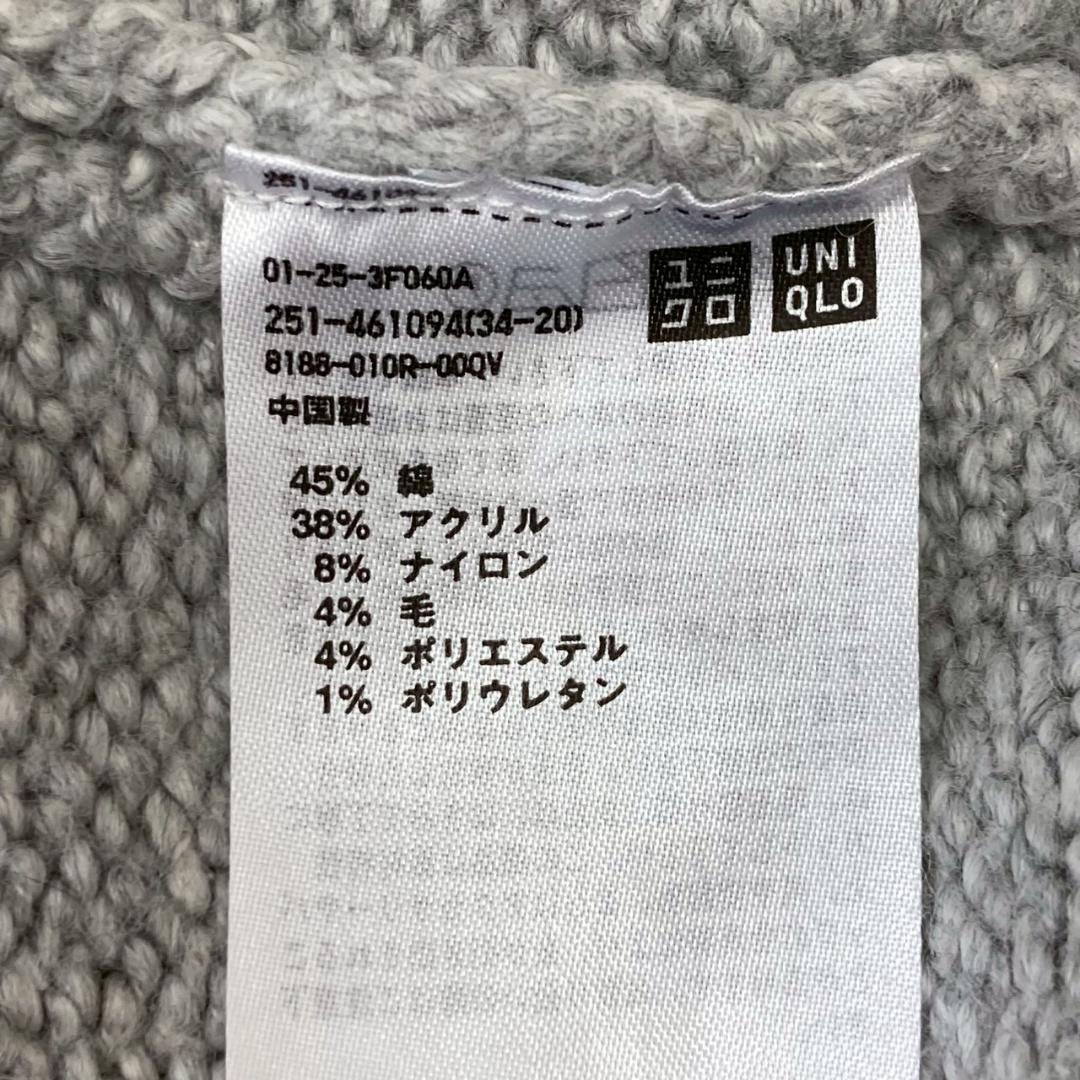 ユニ
クロ
UNI
QLO
01-25-3F060A
251-461094(34-20)
8188-010R-00QV
中国製
45% 綿
38% アクリル
8% ナイロン
4% 毛
4% ポリエステル
1% ポリウレタン